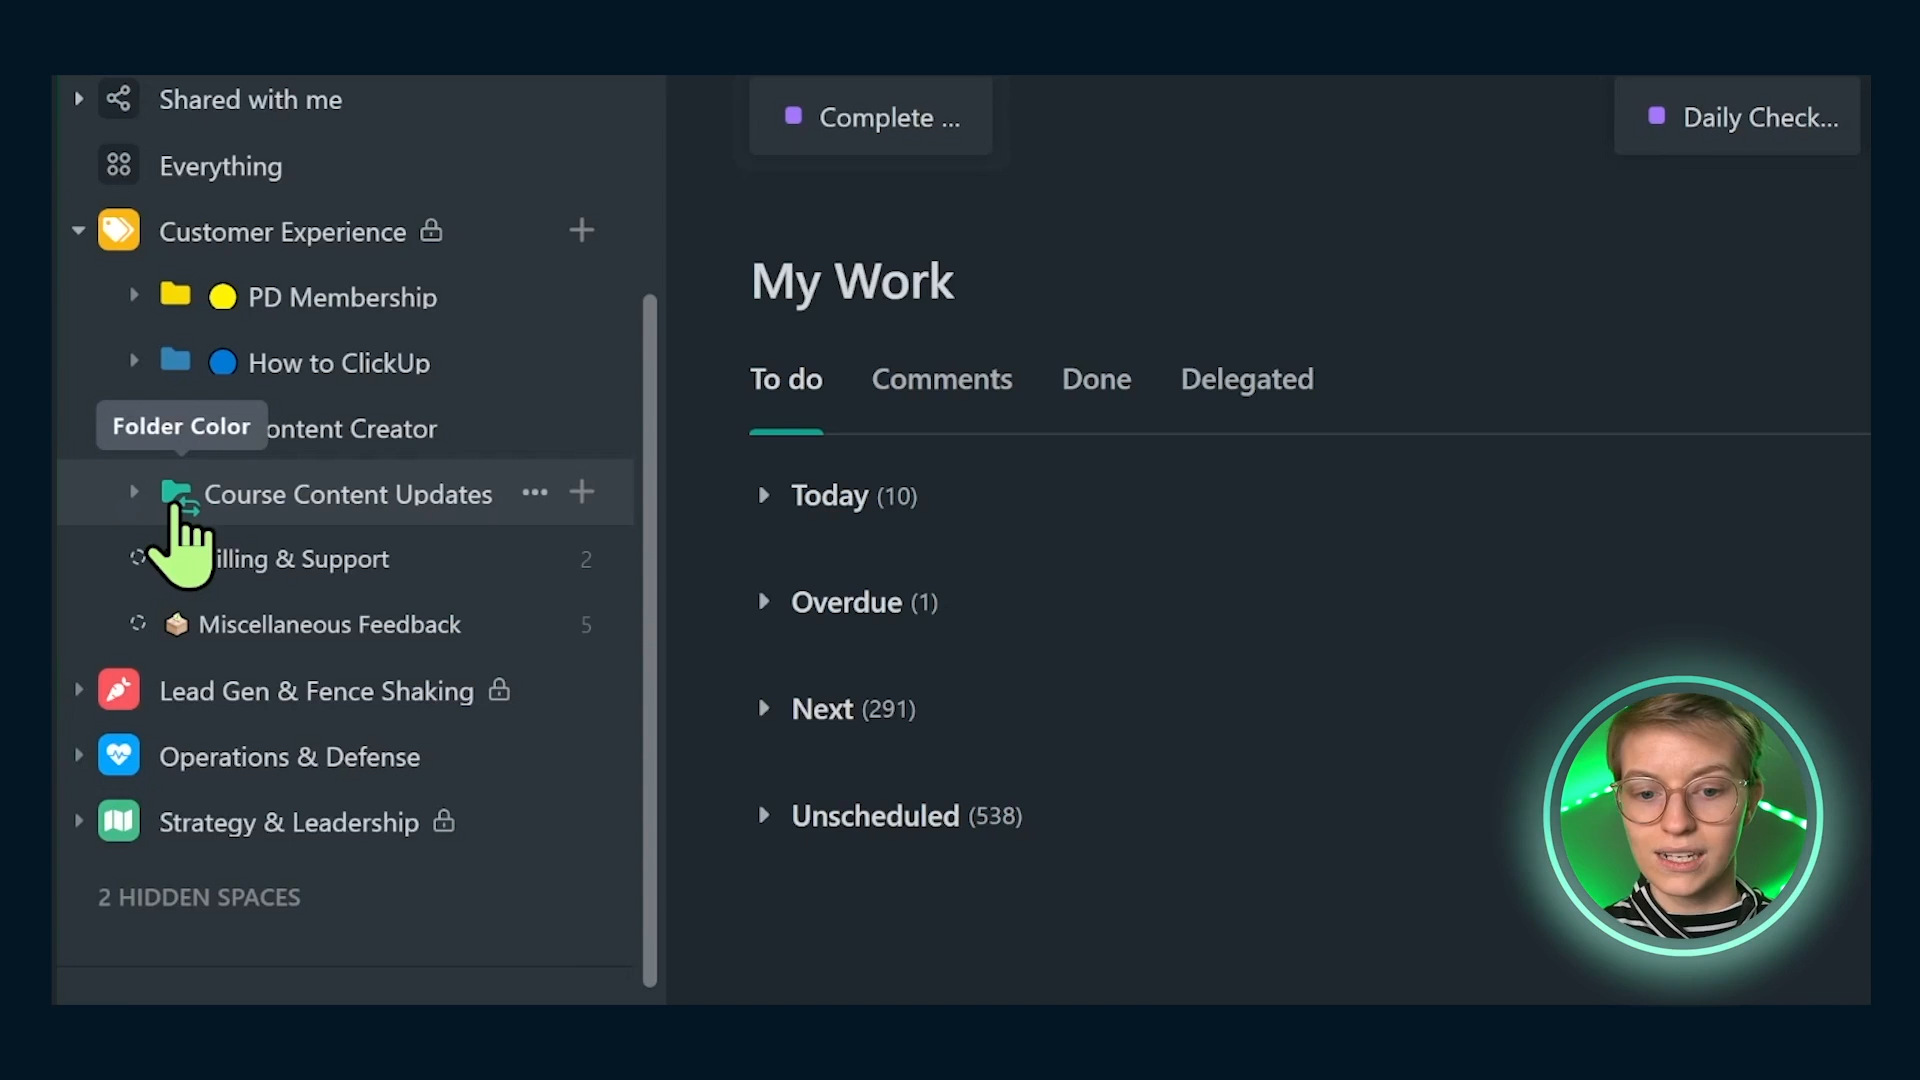 Shared with me
Everything
Customer Experience
PD Membership
How to ClickUp
Folder Color
ontent Creator
Course Content Updates
illing & Support 2
Miscellaneous Feedback 5
Lead Gen & Fence Shaking
Operations & Defense
Strategy & Leadership
2 HIDDEN SPACES
Complete ...
Daily Check...
My Work
To do Comments Done Delegated
Today (10)
Overdue (1)
Next (291)
Unscheduled (538)